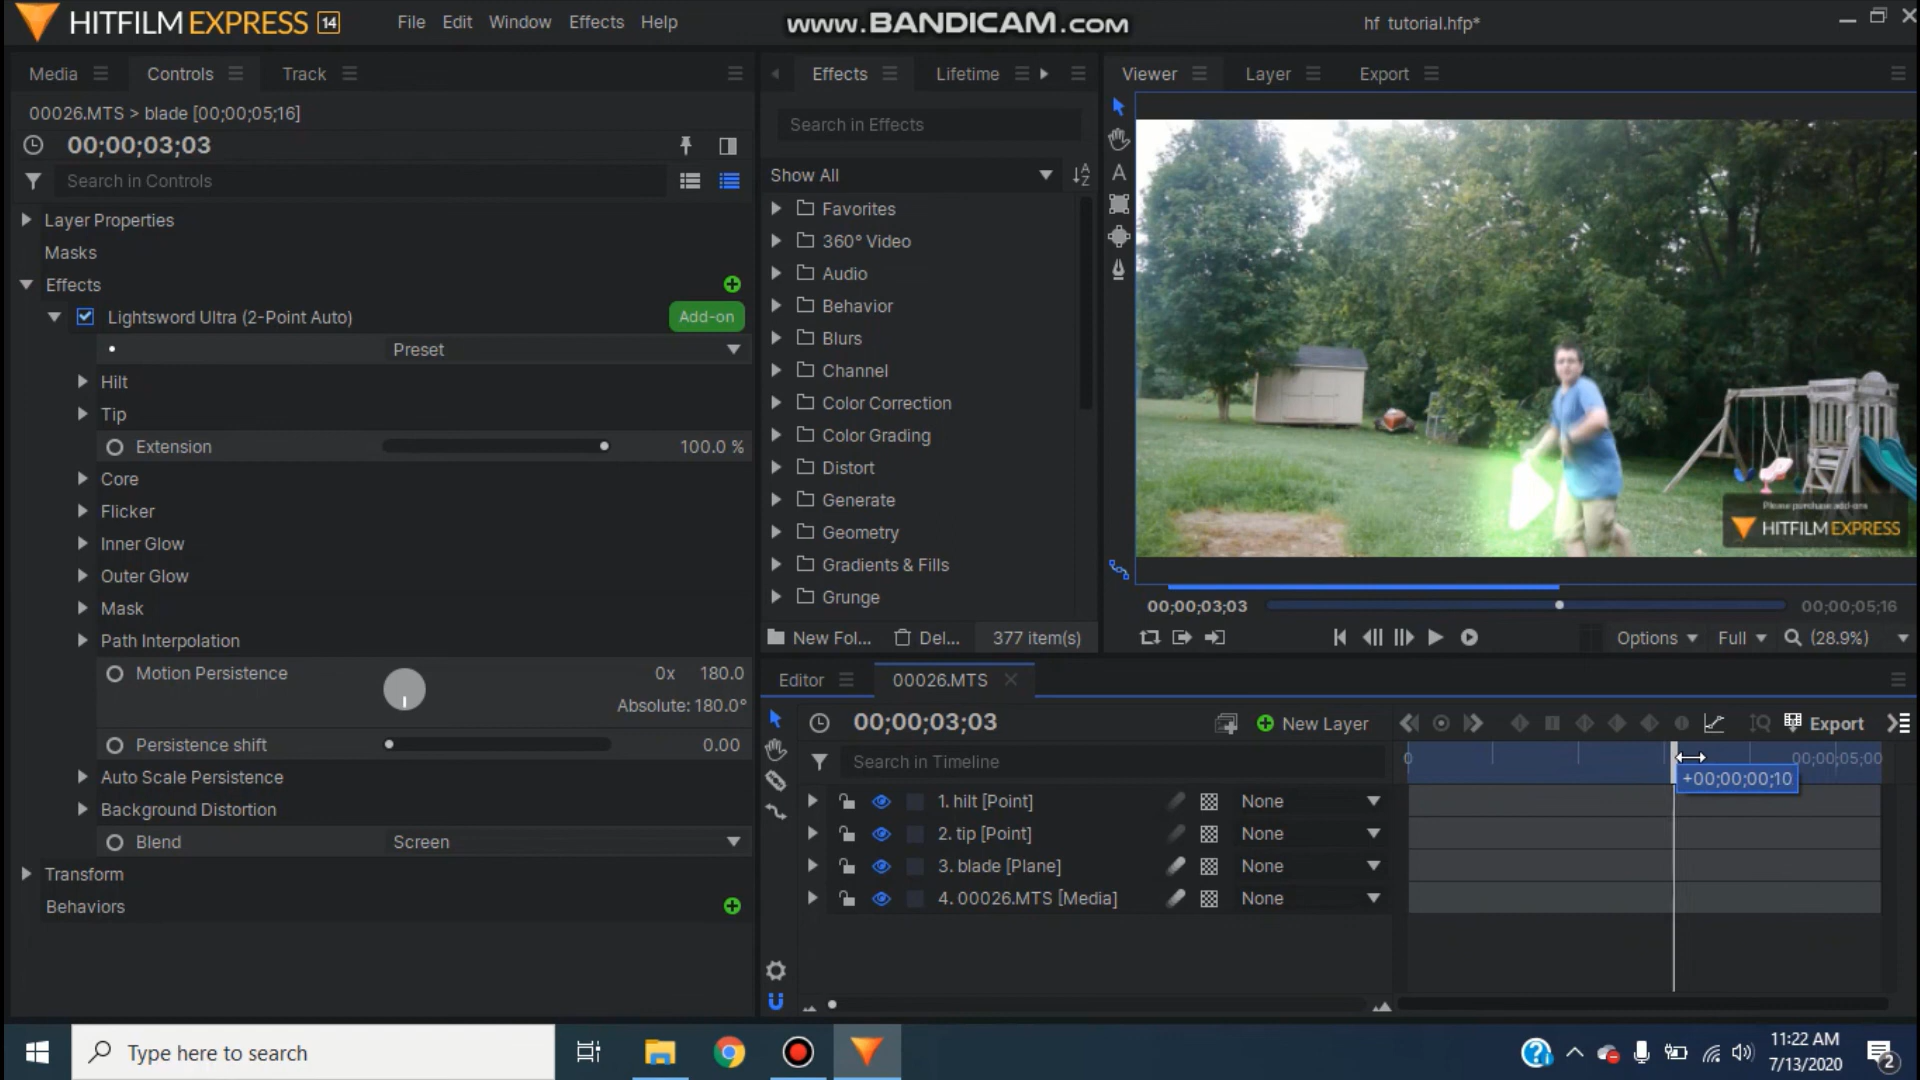 HITFILM EXPRESS 14
File Edit Window Effects Help
www.BANDICAM.com
hf tutorial.hfp*
Media Controls Track
Effects Lifetime
Viewer Layer Export
00026.MTS > blade [00;00;05;16]
00;00;03;03
Search in Controls
Layer Properties
Masks
Effects
Lightsword Ultra (2-Point Auto) Add-on
Preset
Hilt
Tip
Extension 100.0 %
Core
Flicker
Inner Glow
Outer Glow
Mask
Path Interpolation
Motion Persistence 0x 180.0
Absolute: 180.0°
Persistence shift 0.00
Auto Scale Persistence
Background Distortion
Blend Screen
Transform
Behaviors
Search in Effects
Show All
Favorites
360° Video
Audio
Behavior
Blurs
Channel
Color Correction
Color Grading
Distort
Generate
Geometry
Gradients & Fills
Grunge
New Fol... Del... 377 item(s)
Please purchase add-ons
HITFILM EXPRESS
00;00;03;03 00;00;05;16
Options Full (28.9%)
Editor 00026.MTS
00;00;03;03 New Layer Export
Search in Timeline
0 00;00;05;00
+00;00;00;10
1. hilt [Point] None
2. tip [Point] None
3. blade [Plane] None
4. 00026.MTS [Media] None
Type here to search
11:22 AM
7/13/2020
2